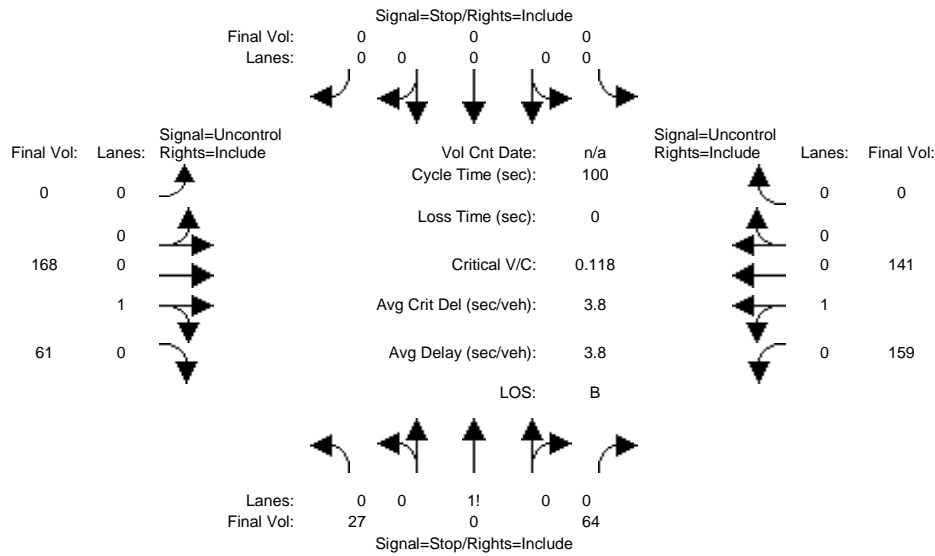 Signal=Stop/Rights=Include
Final Vol: 0 0 0
Lanes: 0 0 0 0 0
Signal=Uncontrol Signal=Uncontrol
Final Vol: Lanes: Rights=Include Vol Cnt Date: n/a Rights=Include Lanes: Final Vol:
Cycle Time (sec): 100
0 0 0 0
Loss Time (sec): 0
0 0
168 0 Critical V/C: 0.118 0 141
1 Avg Crit Del (sec/veh): 3.8 1
61 0 Avg Delay (sec/veh): 3.8 0 159
LOS: B
Lanes: 0 0 1! 0 0
Final Vol: 27 0 64
Signal=Stop/Rights=Include